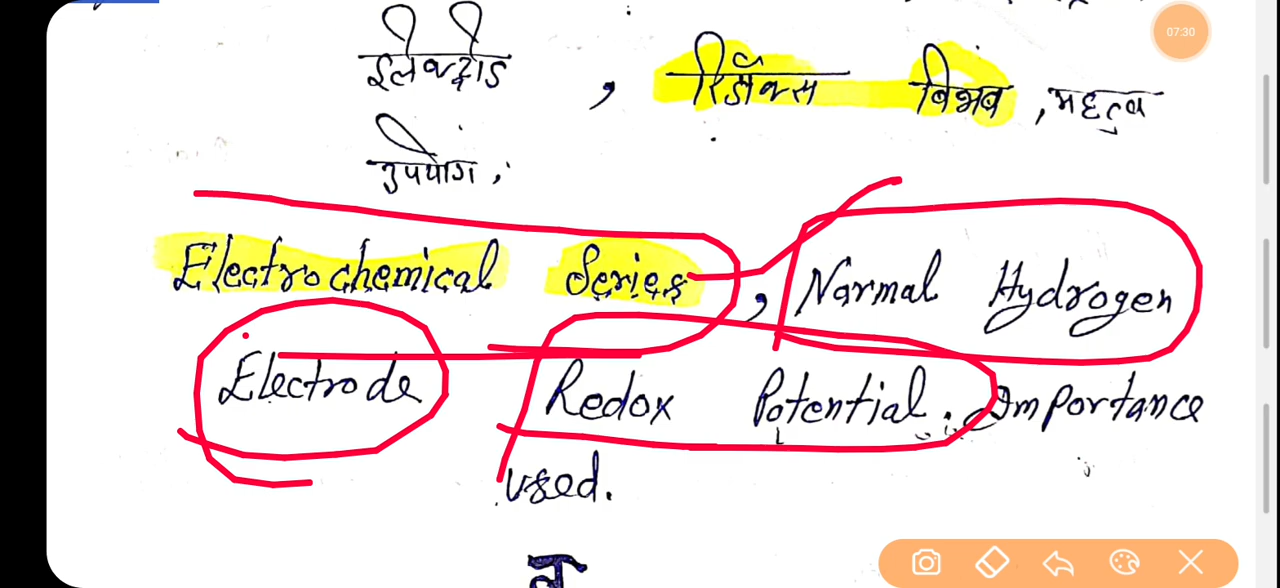 07:30
इलेक्ट्रोड , रिडॉक्स विभव , महत्व
उपयोग ,
Electrochemical Series , Normal Hydrogen
Electrode Redox Potential . Importance
used.